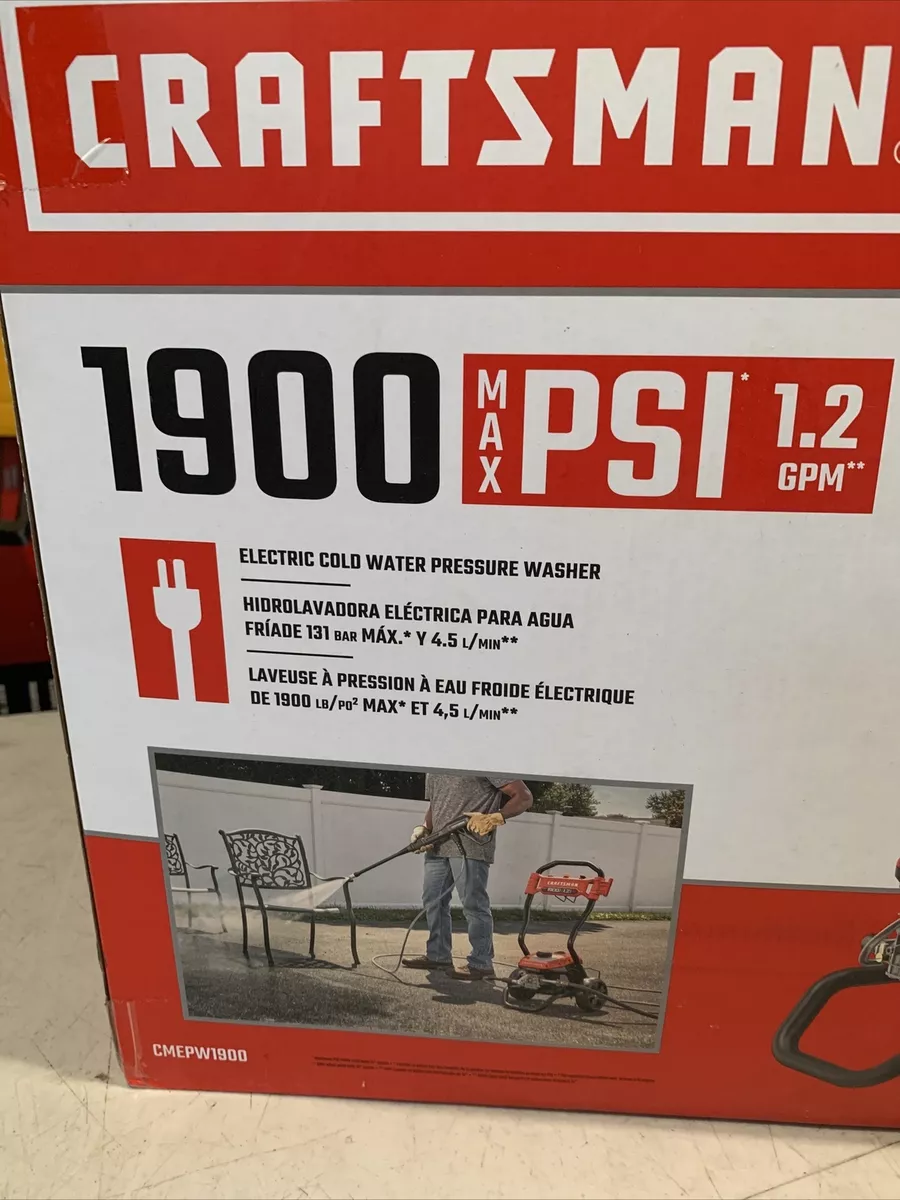 CRAFTSMAN
1900 MAX PSI* 1.2 GPM**
ELECTRIC COLD WATER PRESSURE WASHER
HIDROLAVADORA ELÉCTRICA PARA AGUA
FRÍADE 131 BAR MÁX.* Y 4.5 L/MIN**
LAVEUSE À PRESSION À EAU FROIDE ÉLECTRIQUE
DE 1900 LB/PO² MAX* ET 4,5 L/MIN**
CRAFTSMAN
CMEPW1900